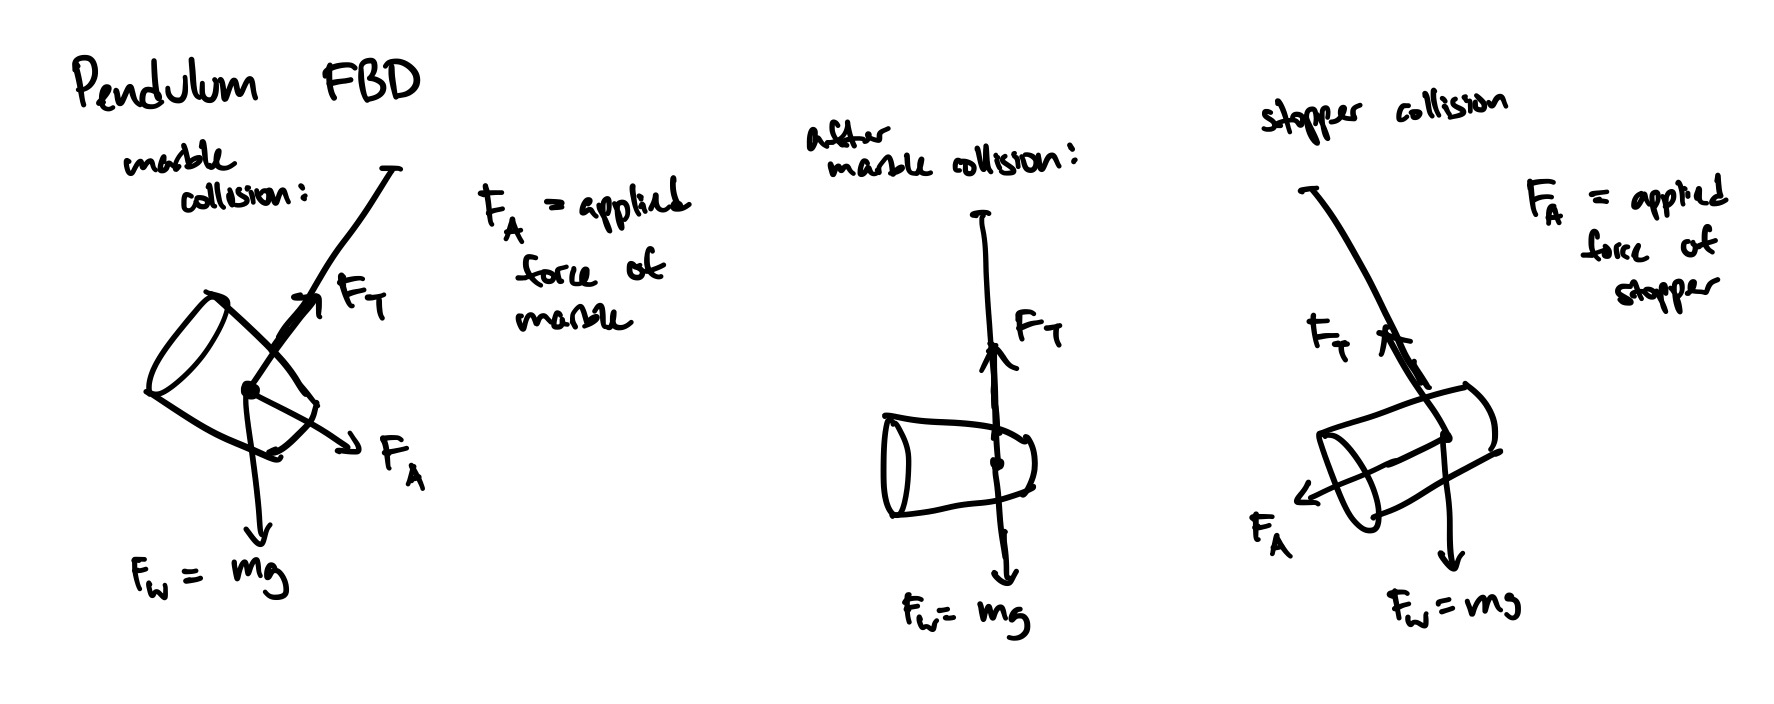 Pendulum FBD
marble
collision:
F_T
F_A = applied
force of
marble
F_A
F_W = mg
after
marble collision:
F_T
F_W = mg
stopper collision
F_A = applied
force of
stopper
F_T
F_A
F_W = mg